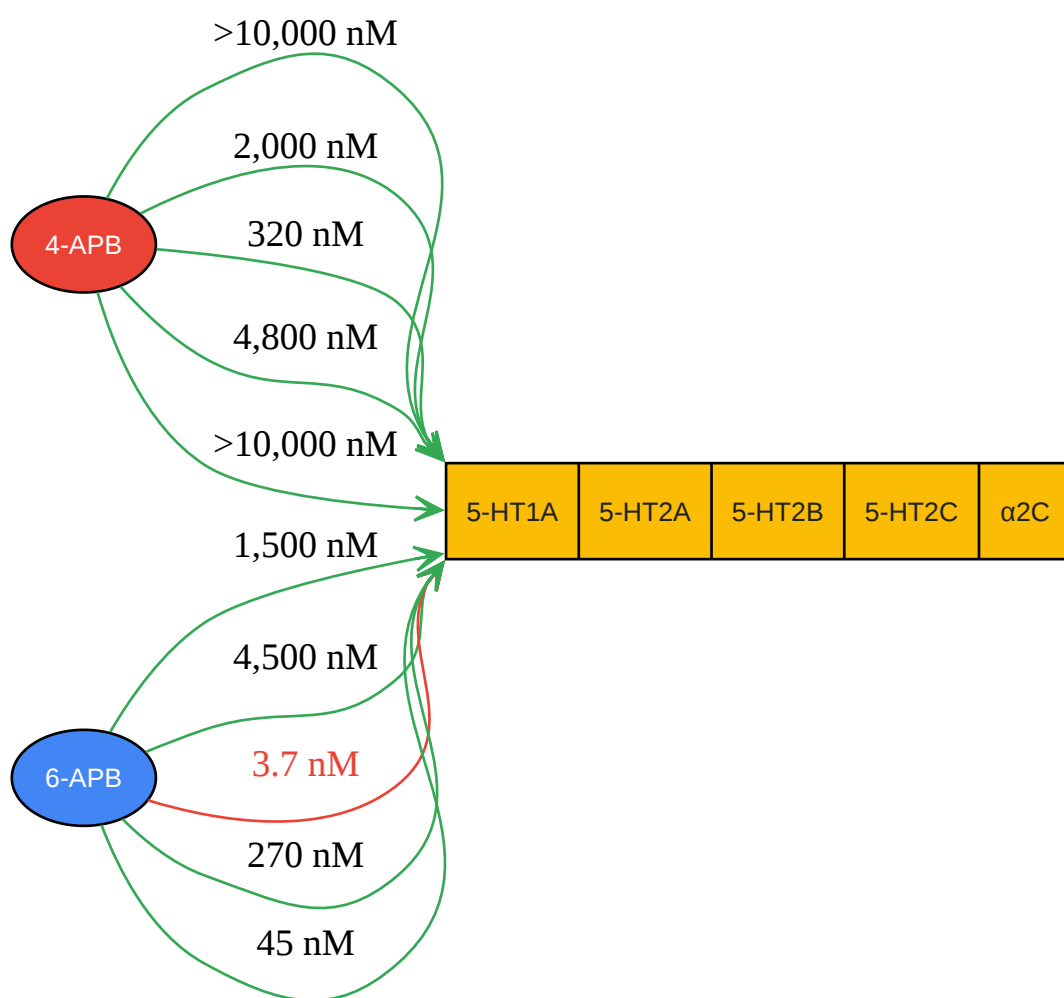 >10,000 nM
2,000 nM
4-APB
320 nM
4,800 nM
>10,000 nM
5-HT1A
5-HT2A
5-HT2B
5-HT2C
α2C
1,500 nM
4,500 nM
6-APB
3.7 nM
270 nM
45 nM